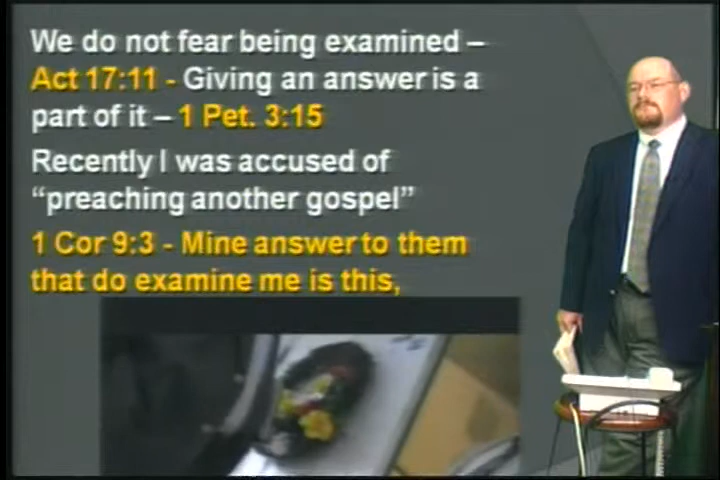 We do not fear being examined –
Act 17:11 - Giving an answer is a
part of it – 1 Pet. 3:15
Recently I was accused of
“preaching another gospel”
1 Cor 9:3 - Mine answer to them
that do examine me is this,